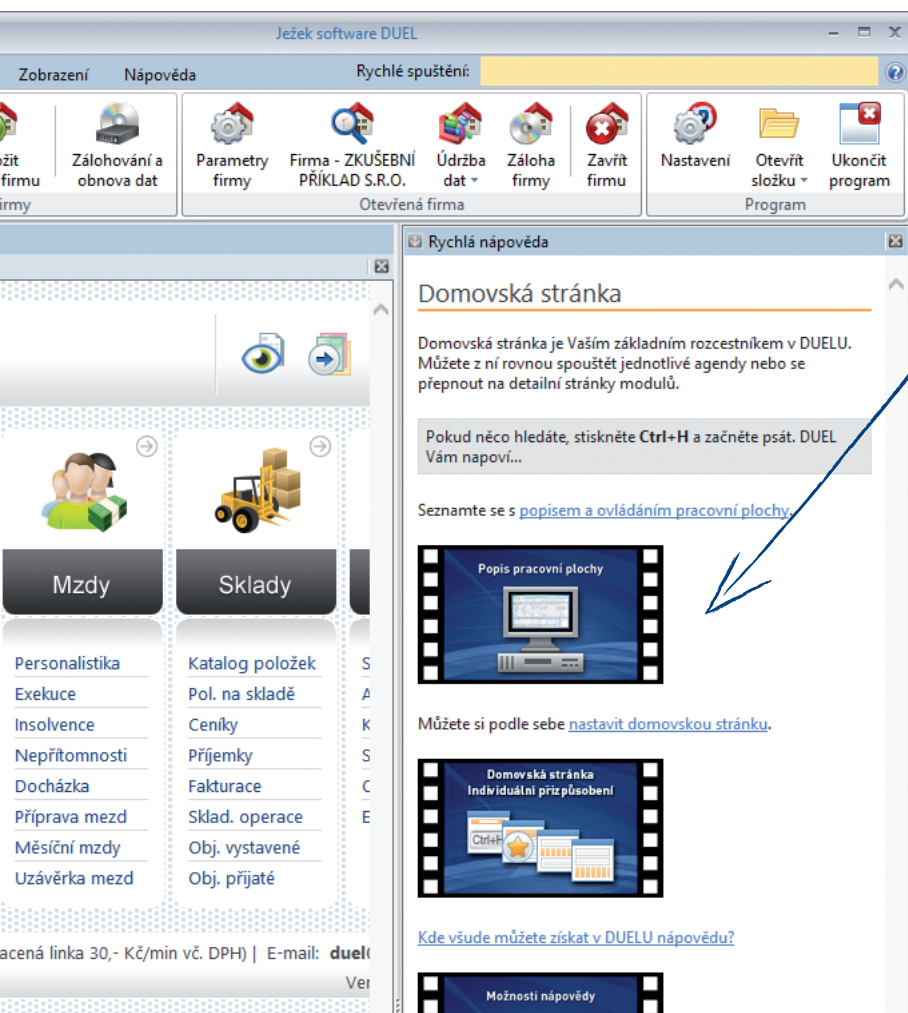 Ježek software DUEL
Zobrazení Nápověda Rychlé spuštění:
Zálohování a
obnova dat
firmu
Parametry
firmy
Firma - ZKUŠEBNÍ
PŘÍKLAD S.R.O.
Údržba
dat
Záloha
firmy
Zavřít
firmu
Nastavení
Otevřít
složku
Ukončit
program
Otevřená firma
Program
Rychlá nápověda
Domovská stránka
Domovská stránka je Vaším základním rozcestníkem v DUELU.
Můžete z ní rovnou spouštět jednotlivé agendy nebo se
přepnout na detailní stránky modulů.
Pokud něco hledáte, stiskněte Ctrl+H a začněte psát. DUEL
Vám napoví...
Seznamte se s popisem a ovládáním pracovní plochy.
Popis pracovní plochy
Můžete si podle sebe nastavit domovskou stránku.
Domovská stránka
Individuální přizpůsobení
Ctrl+H
Kde všude můžete získat v DUELU nápovědu?
Možnosti nápovědy
Mzdy
Personalistika
Exekuce
Insolvence
Nepřítomnosti
Docházka
Příprava mezd
Měsíční mzdy
Uzávěrka mezd
Sklady
Katalog položek
Pol. na skladě
Ceníky
Příjemky
Fakturace
Sklad. operace
Obj. vystavené
Obj. přijaté
linka 30,- Kč/min vč. DPH) | E-mail: duel